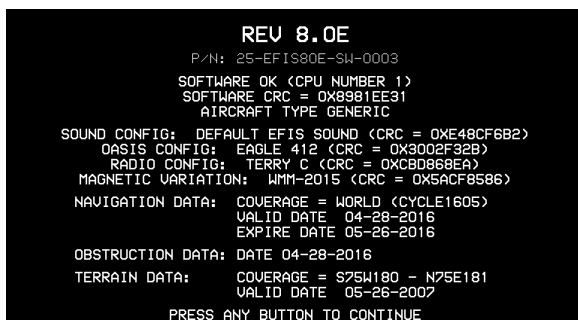 REV 8.0E
P/N: 25-EFIS80E-SW-0003
SOFTWARE OK (CPU NUMBER 1)
SOFTWARE CRC = 0X8981EE31
AIRCRAFT TYPE GENERIC
SOUND CONFIG: DEFAULT EFIS SOUND (CRC = 0XE48CF6B2)
OASIS CONFIG: EAGLE 412 (CRC = 0X3002F32B)
RADIO CONFIG: TERRY C (CRC = 0XCBD868EA)
MAGNETIC VARIATION: WMM-2015 (CRC = 0X5ACF8586)
NAVIGATION DATA: COVERAGE = WORLD (CYCLE1605)
VALID DATE 04-28-2016
EXPIRE DATE 05-26-2016
OBSTRUCTION DATA: DATE 04-28-2016
TERRAIN DATA: COVERAGE = S75W180 - N75E181
VALID DATE 05-26-2007
PRESS ANY BUTTON TO CONTINUE